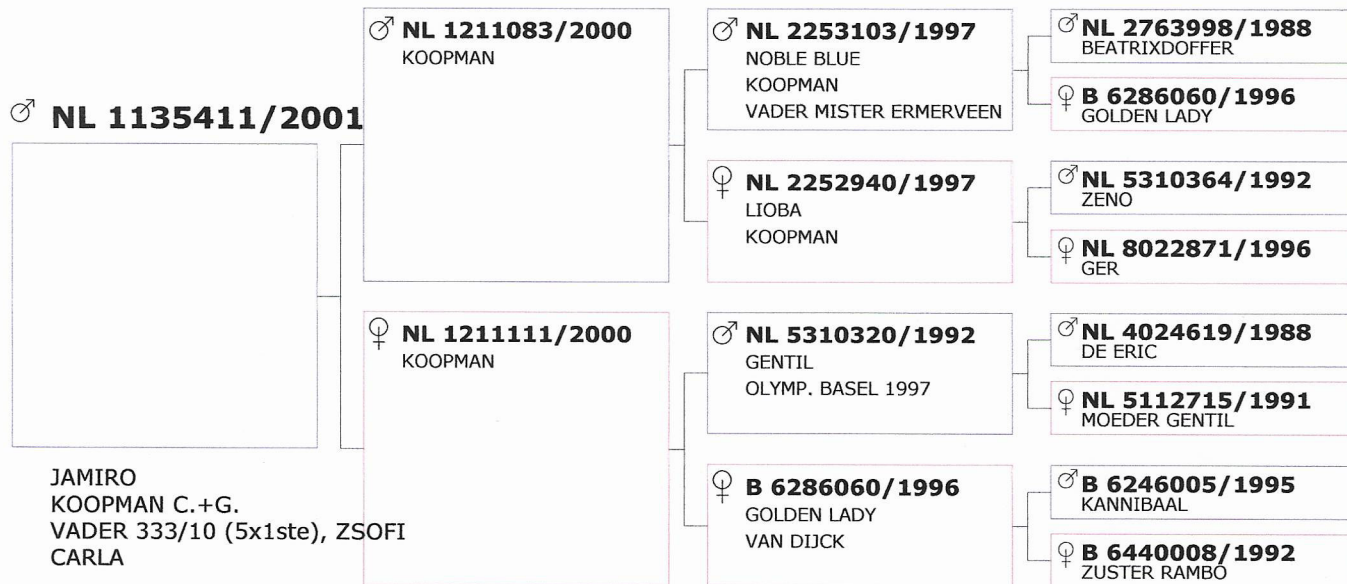 ♂ NL 1135411/2001
JAMIRO
KOOPMAN C.+G.
VADER 333/10 (5x1ste), ZSOFI
CARLA
♂ NL 1211083/2000
KOOPMAN
♀ NL 1211111/2000
KOOPMAN
♂ NL 2253103/1997
NOBLE BLUE
KOOPMAN
VADER MISTER ERMERVEEN
♀ NL 2252940/1997
LIOBA
KOOPMAN
♂ NL 5310320/1992
GENTIL
OLYMP. BASEL 1997
♀ B 6286060/1996
GOLDEN LADY
VAN DIJCK
♂ NL 2763998/1988
BEATRIXDOFFER
♀ B 6286060/1996
GOLDEN LADY
♂ NL 5310364/1992
ZENO
♀ NL 8022871/1996
GER
♂ NL 4024619/1988
DE ERIC
♀ NL 5112715/1991
MOEDER GENTIL
♂ B 6246005/1995
KANNIBAAL
♀ B 6440008/1992
ZUSTER RAMBO